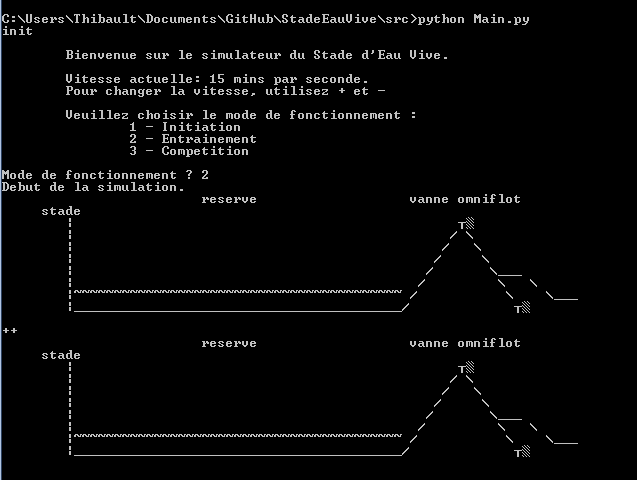 C:\Users\Thibault\Documents\GitHub\StadeEauVive\src>python Main.py
init
Bienvenue sur le simulateur du Stade d'Eau Vive.
Vitesse actuelle: 15 mins par seconde.
Pour changer la vitesse, utilisez + et -
Veuillez choisir le mode de fonctionnement :
1 - Initiation
2 - Entrainement
3 - Competition
Mode de fonctionnement ? 2
Debut de la simulation.
reserve vanne omniflot
stade
T
T
++
reserve vanne omniflot
stade
T
T